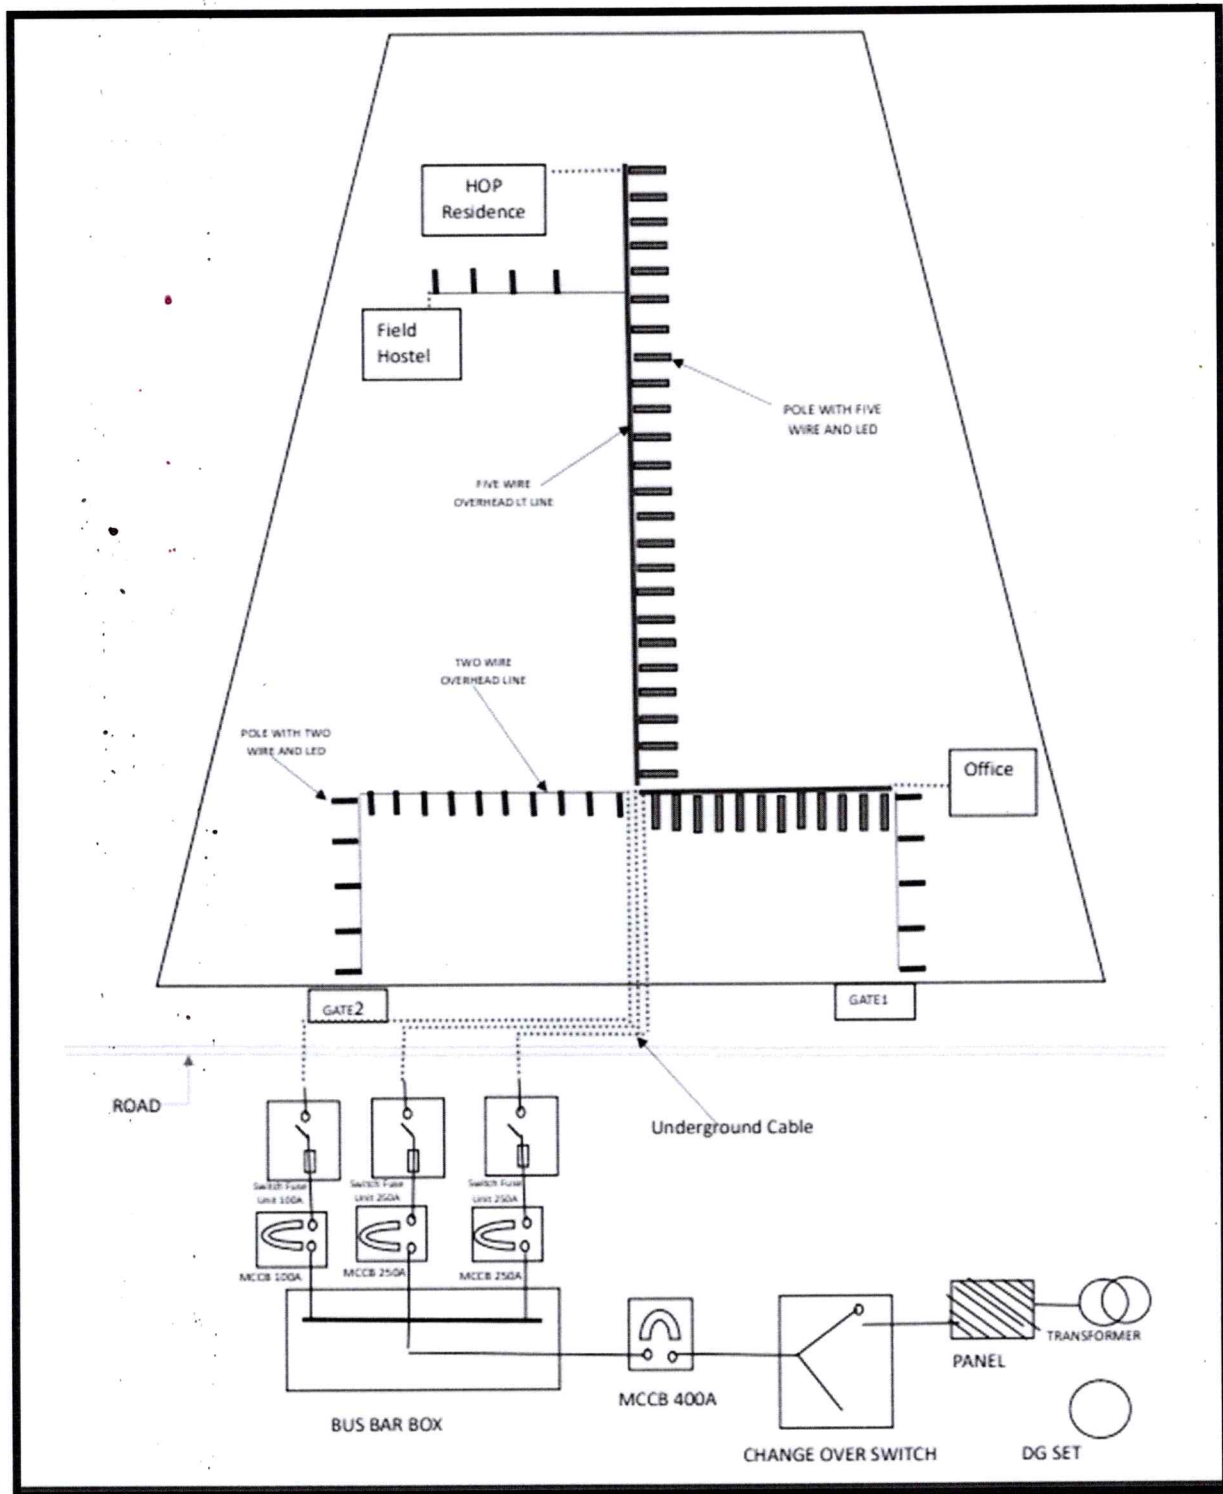 HOP
Residence
Field
Hostel
POLE WITH FIVE
WIRE AND LED
FIVE WIRE
OVERHEAD LT LINE
TWO WIRE
OVERHEAD LINE
POLE WITH TWO
WIRE AND LED
Office
GATE2
GATE1
ROAD
Underground Cable
Switch Fuse
Unit 100A
Switch Fuse
Unit 250A
Switch Fuse
Unit 250A
MCCB 100A
MCCB 250A
MCCB 250A
TRANSFORMER
PANEL
MCCB 400A
BUS BAR BOX
CHANGE OVER SWITCH
DG SET